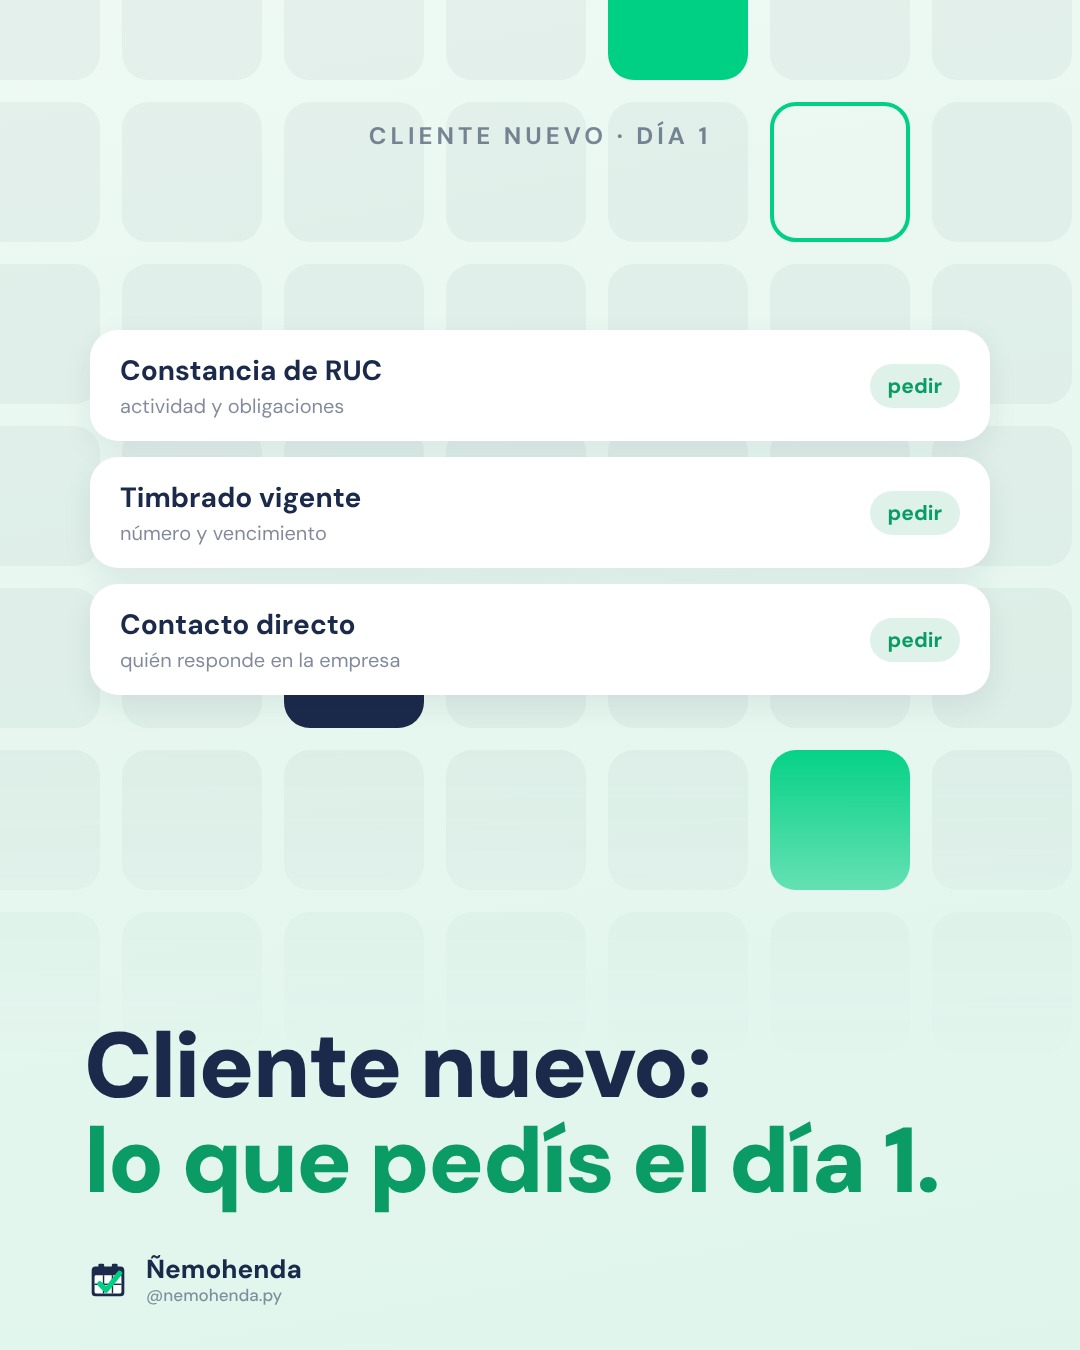 CLIENTE NUEVO · DÍA 1
Constancia de RUC
actividad y obligaciones
pedir
Timbrado vigente
número y vencimiento
pedir
Contacto directo
quién responde en la empresa
pedir
Cliente nuevo:
lo que pedís el día 1.
Ñemohenda
@nemohenda.py